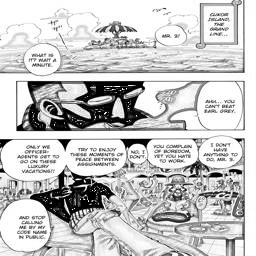 CUKOE
ISLAND,
THE
GRAND
LINE...
MR. 3!
WHAT IS
IT? WAIT A
MINUTE.
AHH... YOU
CAN'T BEAT
EARL GREY.
I DON'T
HAVE
ANYTHING TO
DO, MR. 3.
YOU COMPLAIN
OF BOREDOM,
YET YOU HATE
TO WORK.
NO, I
DON'T.
TRY TO ENJOY
THESE MOMENTS OF
PEACE BETWEEN
ASSIGNMENTS.
ONLY WE
OFFICER-
AGENTS GET TO
GO ON THESE
LUXURY
VACATIONS!!
AND STOP
CALLING
ME BY MY
CODE NAME
IN PUBLIC.